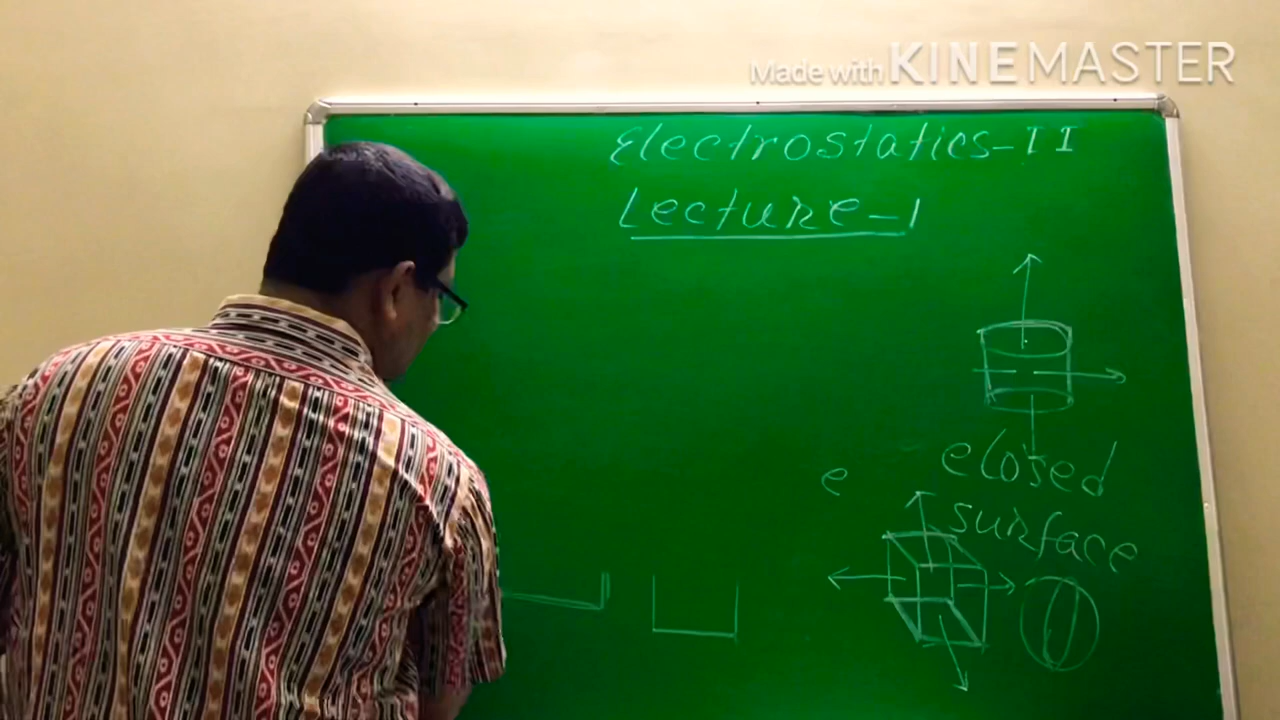 Made with KINEMASTER
Electrostatics-II
Lecture-1
e
closed
surface